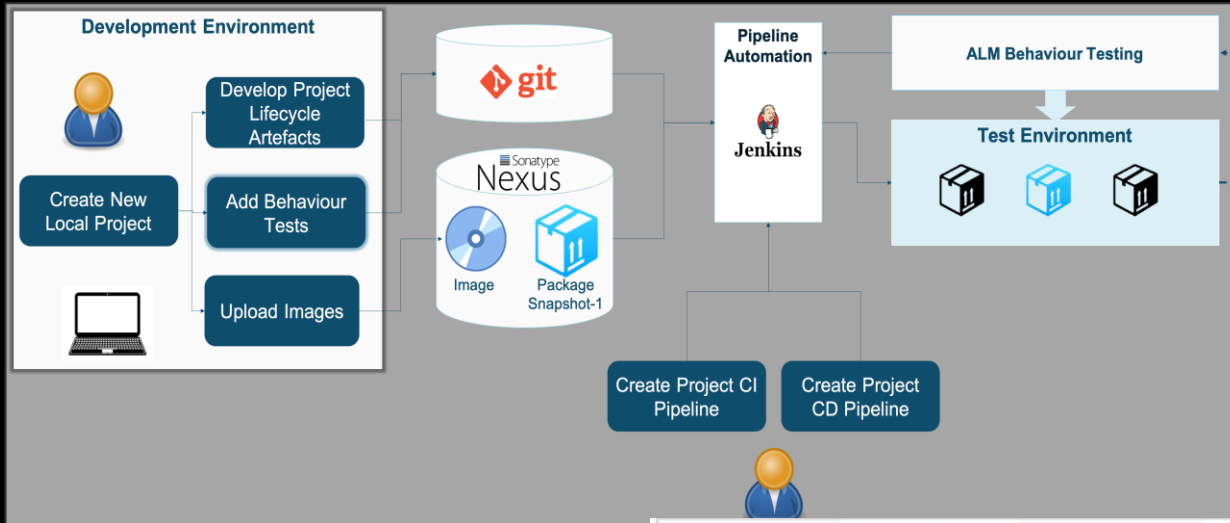 Development Environment
Develop Project
Lifecycle
Artefacts
Create New
Local Project
Add Behaviour
Tests
Upload Images
git
Sonatype
Nexus
Image
Package
Snapshot-1
Pipeline
Automation
Jenkins
ALM Behaviour Testing
Test Environment
Create Project CI
Pipeline
Create Project
CD Pipeline